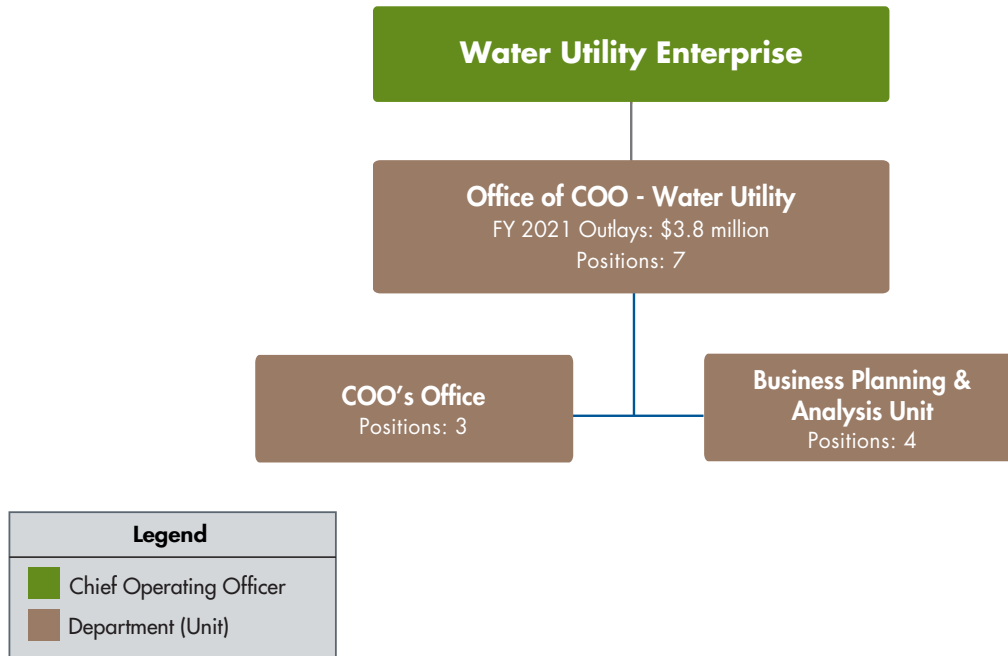 Water Utility Enterprise
Office of COO - Water Utility
FY 2021 Outlays: $3.8 million
Positions: 7
COO’s Office
Positions: 3
Business Planning &
Analysis Unit
Positions: 4
Legend
Chief Operating Officer
Department (Unit)